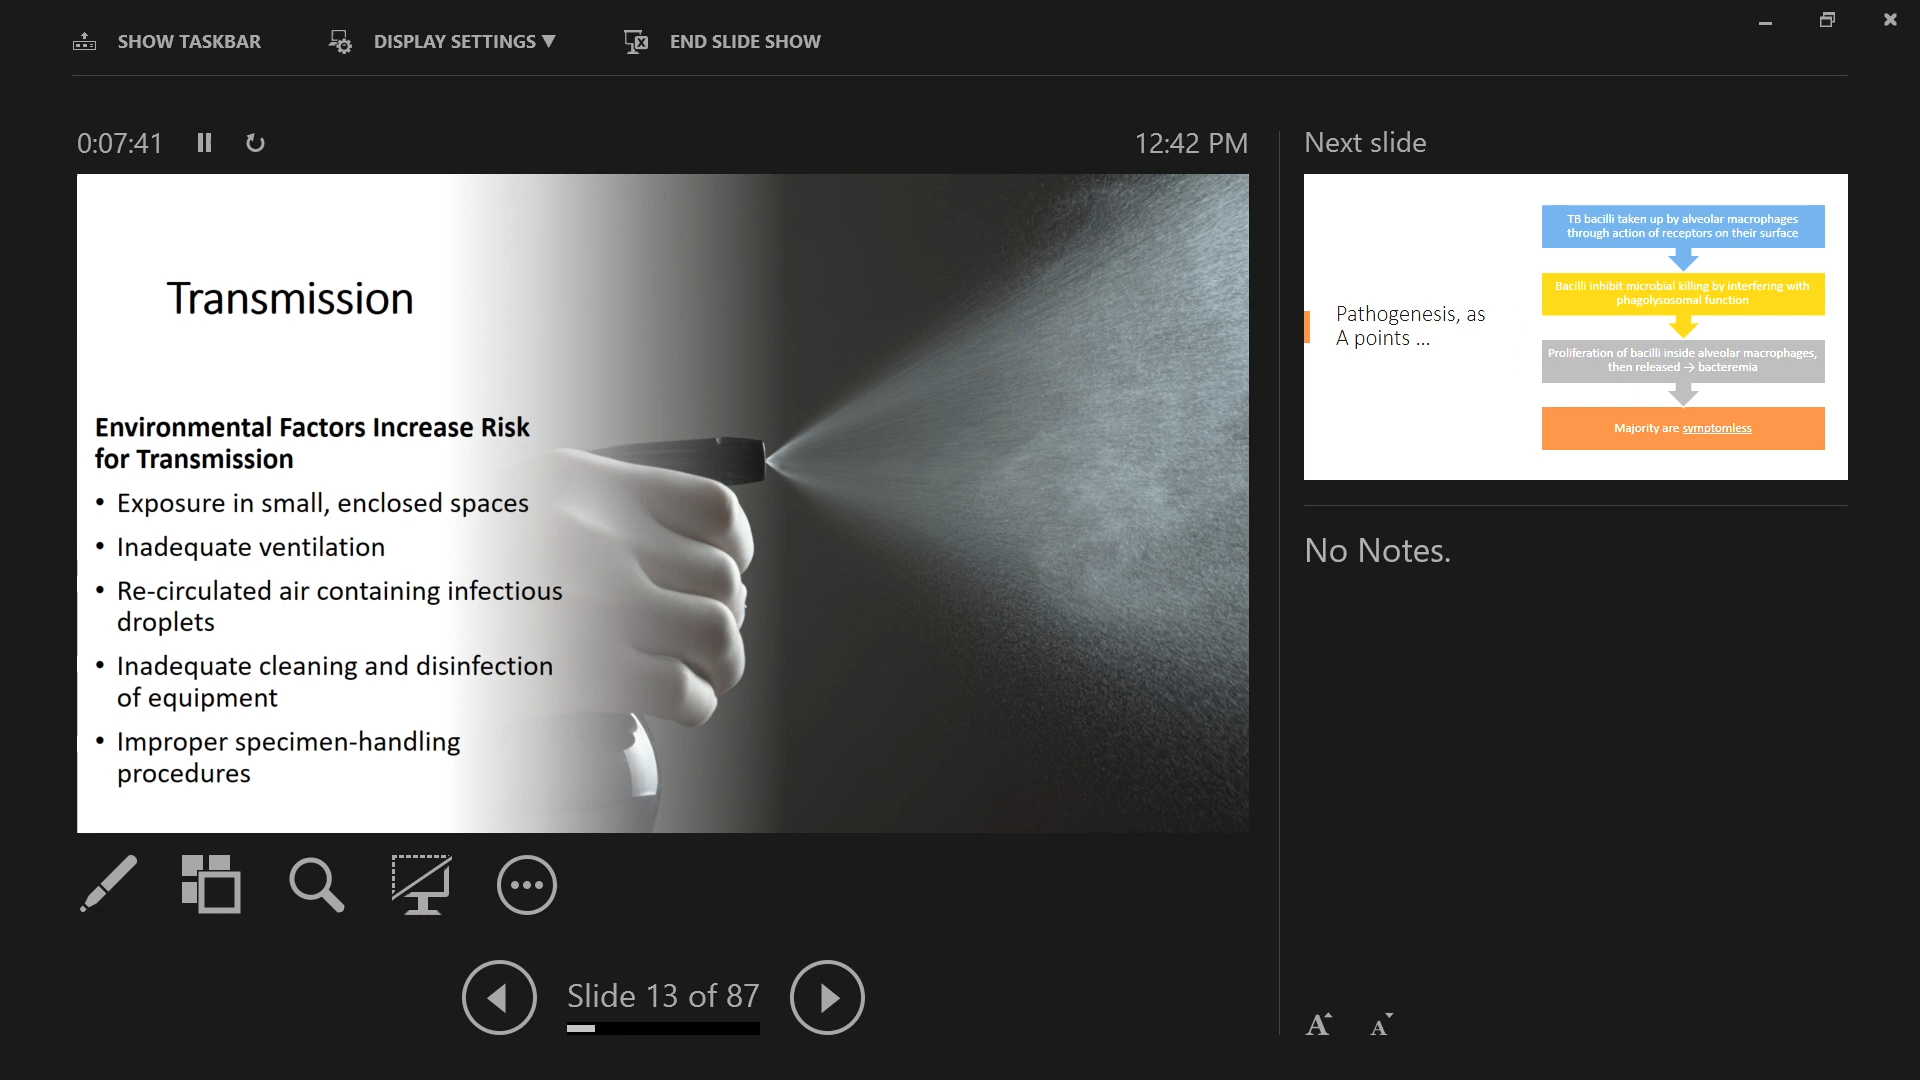 SHOW TASKBAR
DISPLAY SETTINGS ▼
END SLIDE SHOW
0:07:41
12:42 PM
Next slide
Transmission
Environmental Factors Increase Risk
for Transmission
• Exposure in small, enclosed spaces
• Inadequate ventilation
• Re-circulated air containing infectious
droplets
• Inadequate cleaning and disinfection
of equipment
• Improper specimen-handling
procedures
Pathogenesis, as
A points ...
TB bacilli taken up by alveolar macrophages
through action of receptors on their surface
Bacilli inhibit microbial killing by interfering with
phagolysosomal function
Proliferation of bacilli inside alveolar macrophages,
then released → bacteremia
Majority are symptomless
No Notes.
Slide 13 of 87
A A